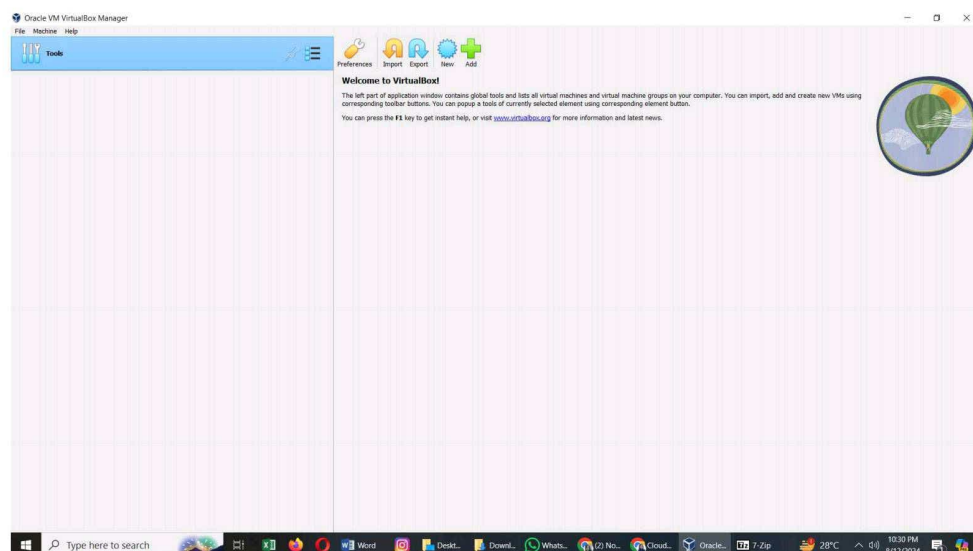 Oracle VM VirtualBox Manager
File Machine Help
Tools
Preferences Import Export New Add
Welcome to VirtualBox!
The left part of application window contains global tools and lists all virtual machines and virtual machine groups on your computer. You can import, add and create new VMs using
corresponding toolbar buttons. You can popup a tools of currently selected element using corresponding element button.
You can press the F1 key to get instant help, or visit www.virtualbox.org for more information and latest news.
Type here to search Word Deskt... Downl... Whats... (2) No... Cloud... Oracle... 7-Zip 28°C 10:30 PM